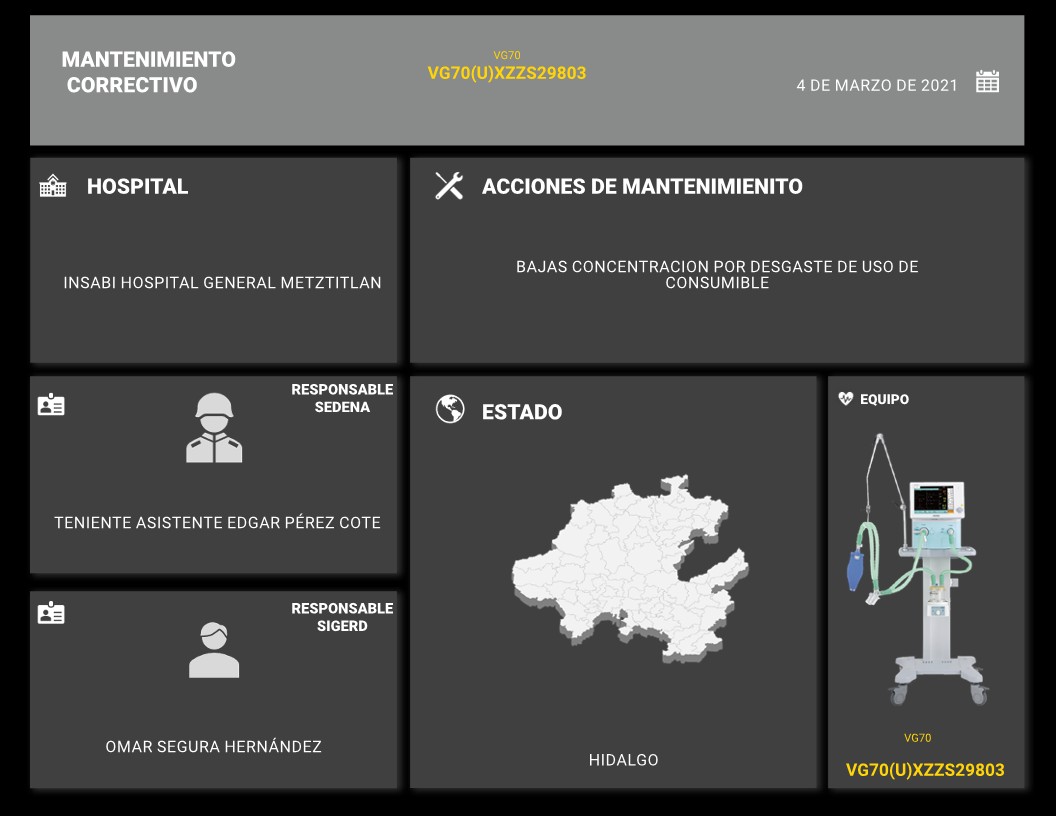 MANTENIMIENTO
CORRECTIVO
VG70
VG70(U)XZZS29803
4 DE MARZO DE 2021
HOSPITAL
INSABI HOSPITAL GENERAL METZTITLAN
ACCIONES DE MANTENIMIENITO
BAJAS CONCENTRACION POR DESGASTE DE USO DE
CONSUMIBLE
RESPONSABLE
SEDENA
TENIENTE ASISTENTE EDGAR PÉREZ COTE
RESPONSABLE
SIGERD
OMAR SEGURA HERNÁNDEZ
ESTADO
HIDALGO
EQUIPO
VG70
VG70(U)XZZS29803